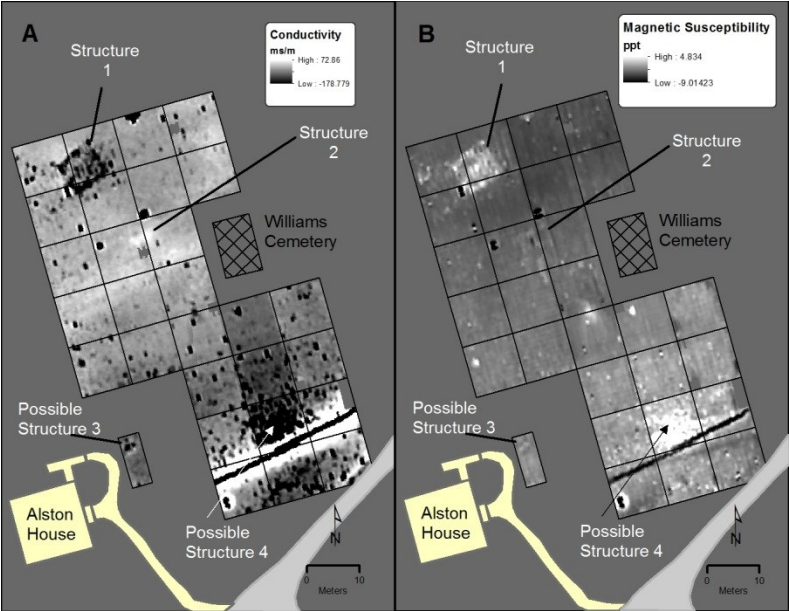 A
Structure
1
Conductivity
ms/m
High : 72.86
Low : -178.779
Structure
2
Williams
Cemetery
Possible
Structure 3
Alston
House
Possible
Structure 4
N
0 10
Meters
B
Structure
1
Magnetic Susceptibility
ppt
High : 4.834
Low : -9.01423
Structure
2
Williams
Cemetery
Possible
Structure 3
Alston
House
Possible
Structure 4
N
0 10
Meters